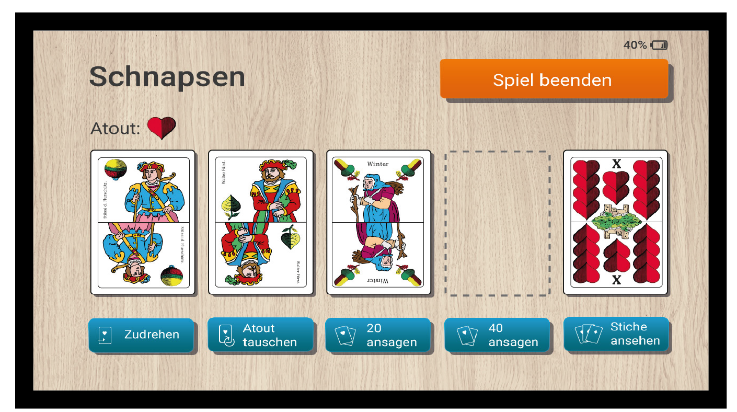 40%
Schnapsen
Spiel beenden
Atout:
Winter
Winter
X
X
Zudrehen
Atout
tauschen
20
ansagen
40
ansagen
Stiche
ansehen